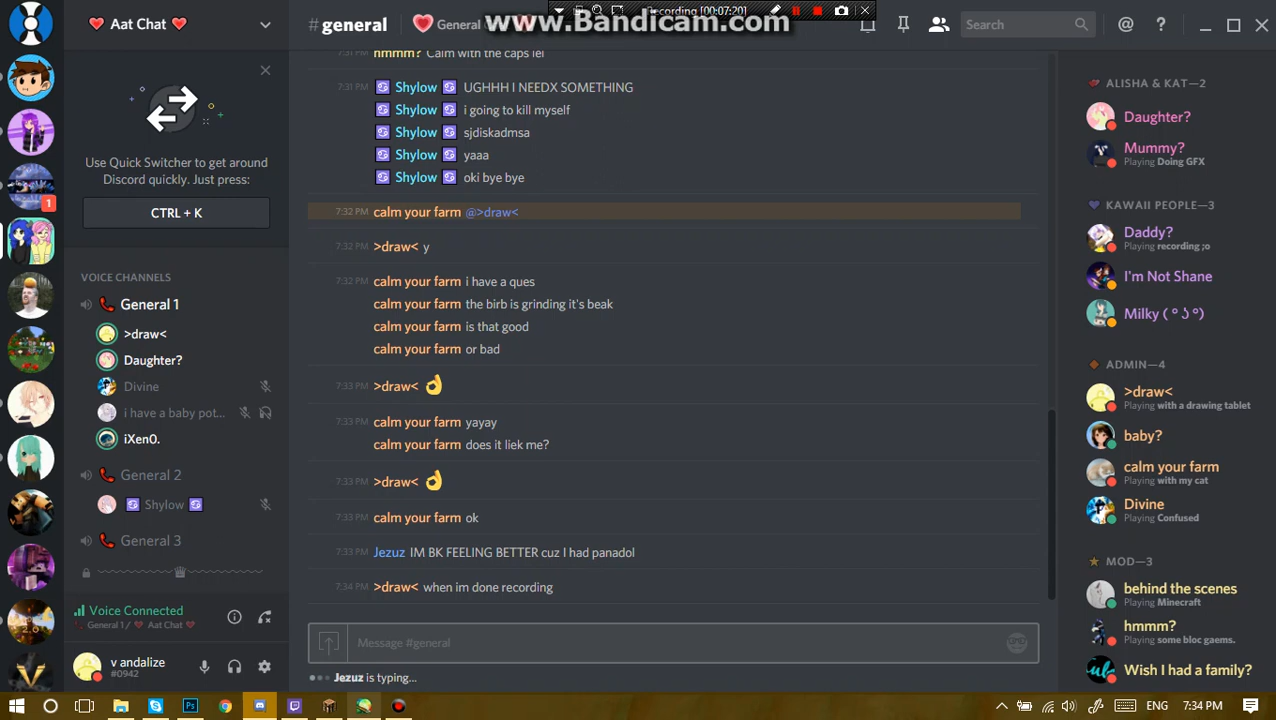 Aat Chat
#general
General
www.Bandicam.com
Recording [00:07:20]
Search
Use Quick Switcher to get around
Discord quickly. Just press:
CTRL + K
VOICE CHANNELS
General 1
>draw<
Daughter?
Divine
i have a baby pot...
iXen0.
General 2
Shylow
General 3
Voice Connected
General 1 / Aat Chat
v andalize
#0942
7:31 PM hmmm? Calm with the caps lel
7:31 PM Shylow UGHHH I NEEDX SOMETHING
Shylow i going to kill myself
Shylow sjdiskadmsa
Shylow yaaa
Shylow oki bye bye
7:32 PM calm your farm @>draw<
7:32 PM >draw< y
7:32 PM calm your farm i have a ques
calm your farm the birb is grinding it's beak
calm your farm is that good
calm your farm or bad
7:33 PM >draw< 👌
7:33 PM calm your farm yayay
calm your farm does it liek me?
7:33 PM >draw< 👌
7:33 PM calm your farm ok
7:33 PM Jezuz IM BK FEELING BETTER cuz I had panadol
7:34 PM >draw< when im done recording
Message #general
Jezuz is typing...
ALISHA & KAT—2
Daughter?
Mummy?
Playing Doing GFX
KAWAII PEOPLE—3
Daddy?
Playing recording ;o
I'm Not Shane
Milky ( ° ʖ °)
ADMIN—4
>draw<
Playing with a drawing tablet
baby?
calm your farm
with my cat
Divine
Playing Confused
MOD—3
behind the scenes
Playing Minecraft
hmmm?
Playing some bloc gaems.
Wish I had a family?
1
ENG
7:34 PM